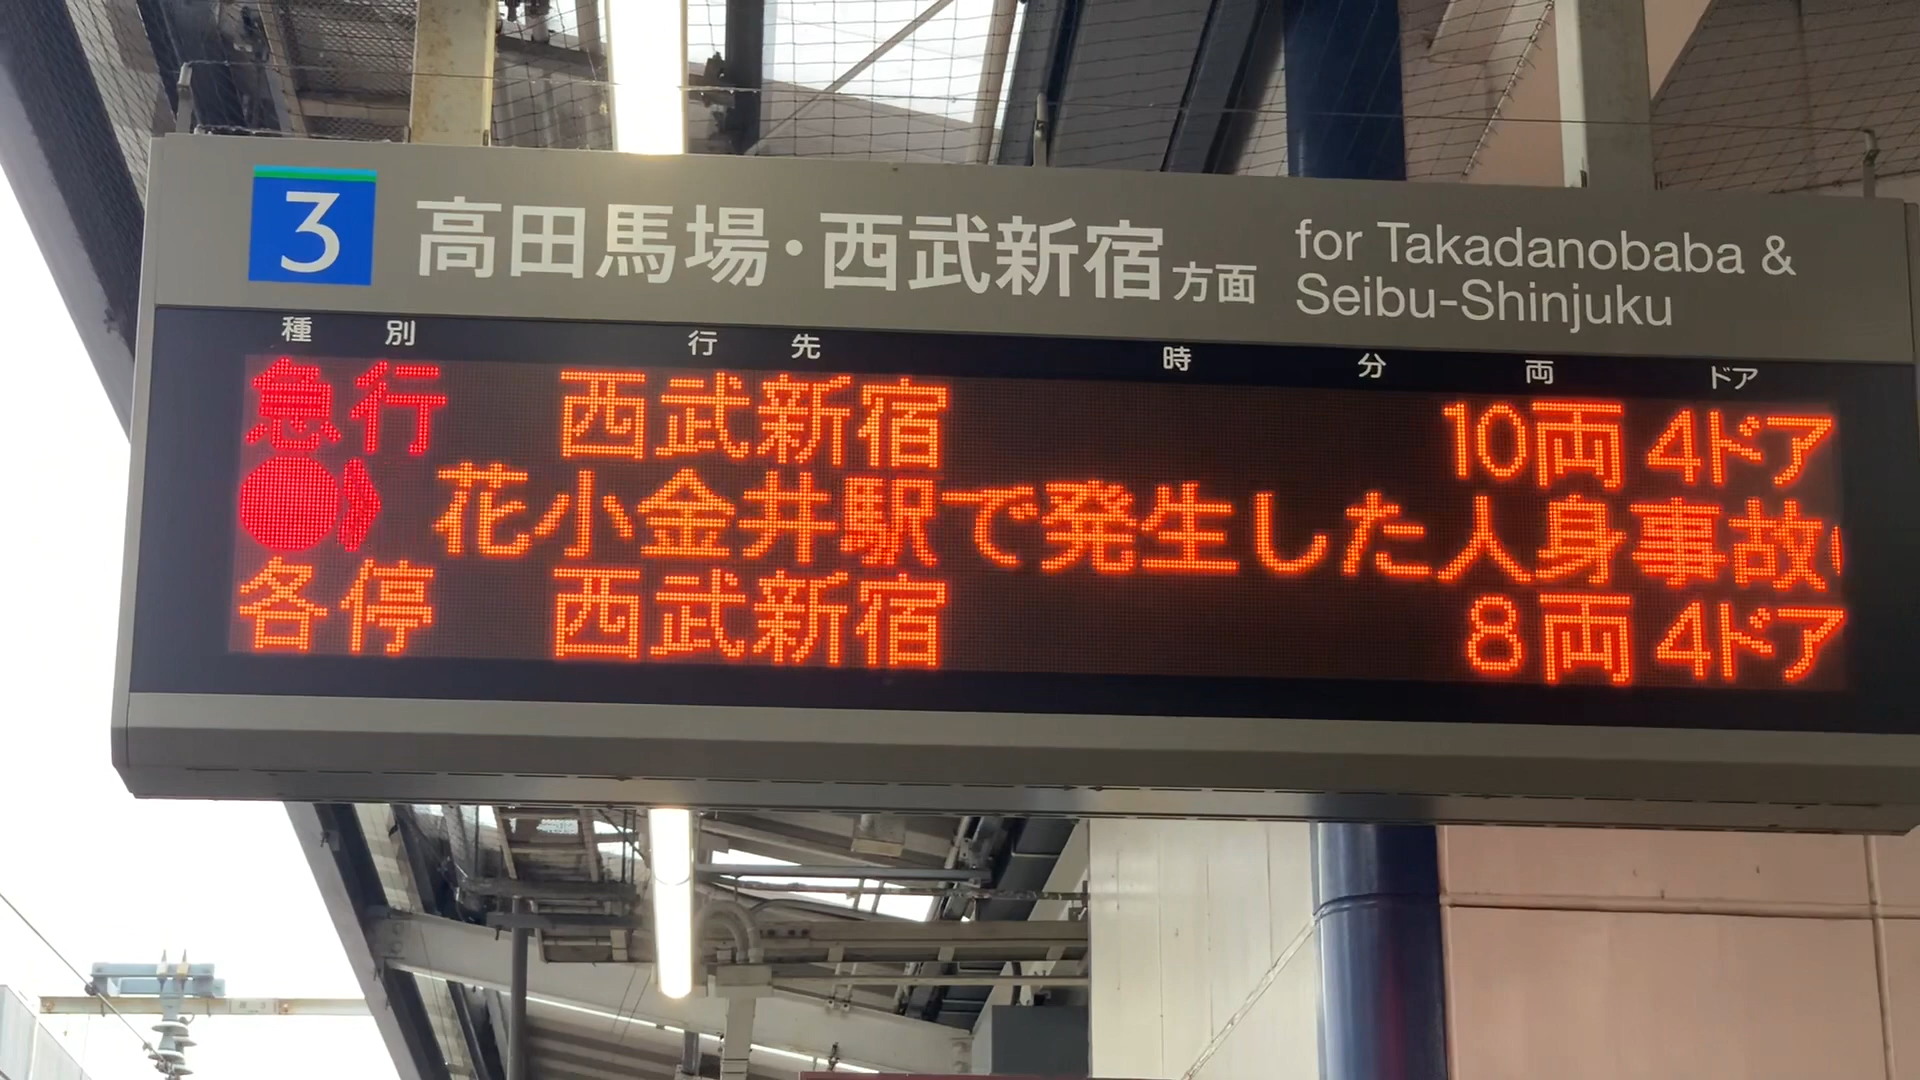 3 高田馬場・西武新宿方面 for Takadanobaba &
Seibu-Shinjuku
種別 行先 時 分 両 ドア
急行 西武新宿 10両 4ドア
花小金井駅で発生した人身事故
各停 西武新宿 8両 4ドア